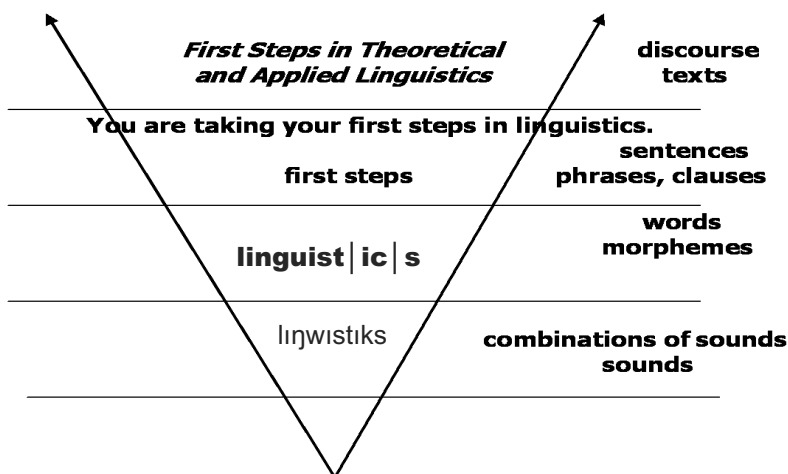 First Steps in Theoretical
and Applied Linguistics
discourse
texts
You are taking your first steps in linguistics.
sentences
first steps
phrases, clauses
words
morphemes
linguist|ic|s
lıŋwıstıks
combinations of sounds
sounds